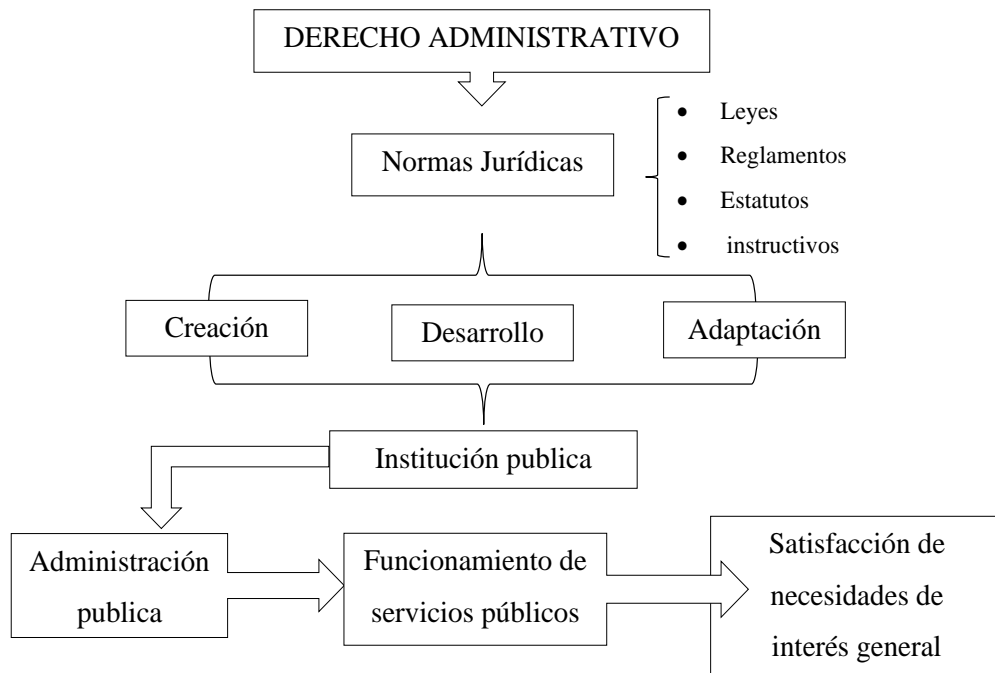 DERECHO ADMINISTRATIVO
Normas Jurídicas
• Leyes
• Reglamentos
• Estatutos
• instructivos
Creación
Desarrollo
Adaptación
Institución publica
Administración
publica
Funcionamiento de
servicios públicos
Satisfacción de
necesidades de
interés general